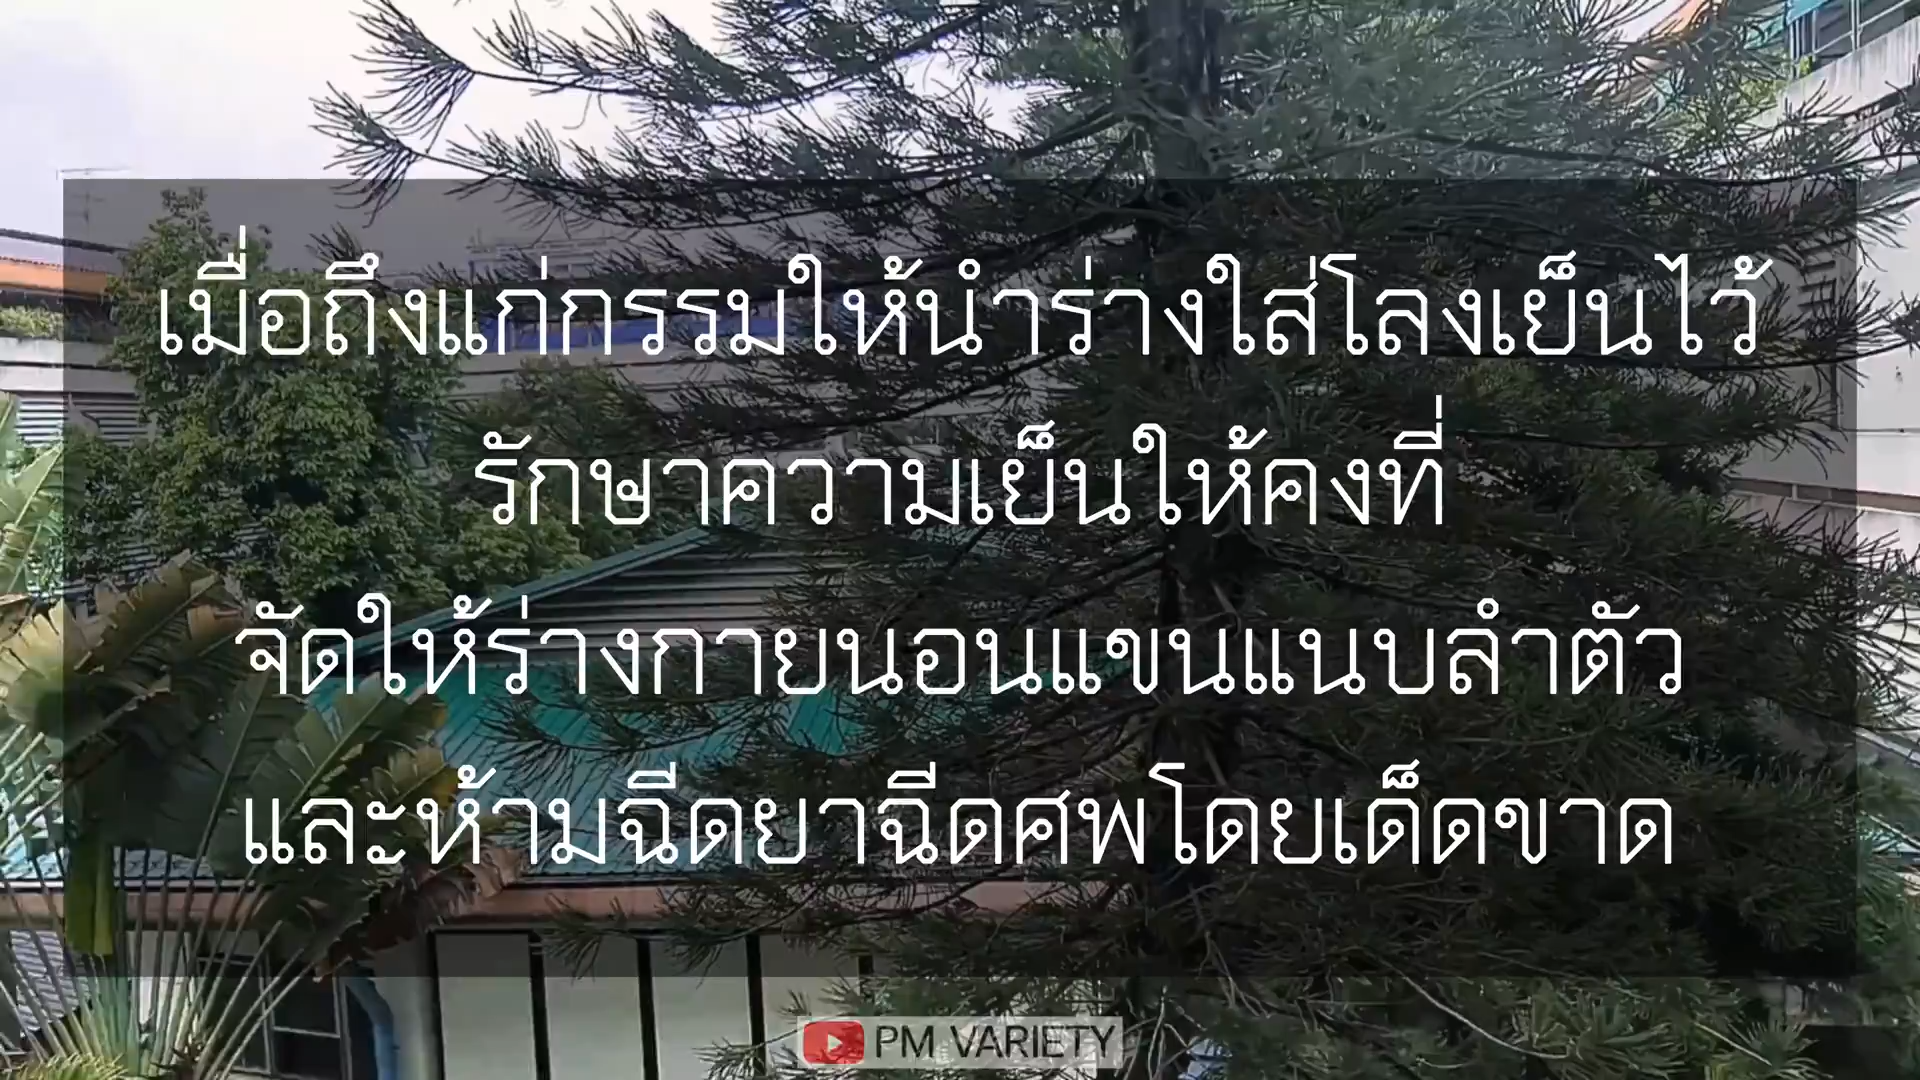 เมื่อถึงแก่กรรมให้นำร่างใส่โลงเย็นไว้
รักษาความเย็นให้คงที่
จัดให้ร่างกายนอนแขนแนบลำตัว
และห้ามฉีดยาฉีดศพโดยเด็ดขาด
PM VARIETY